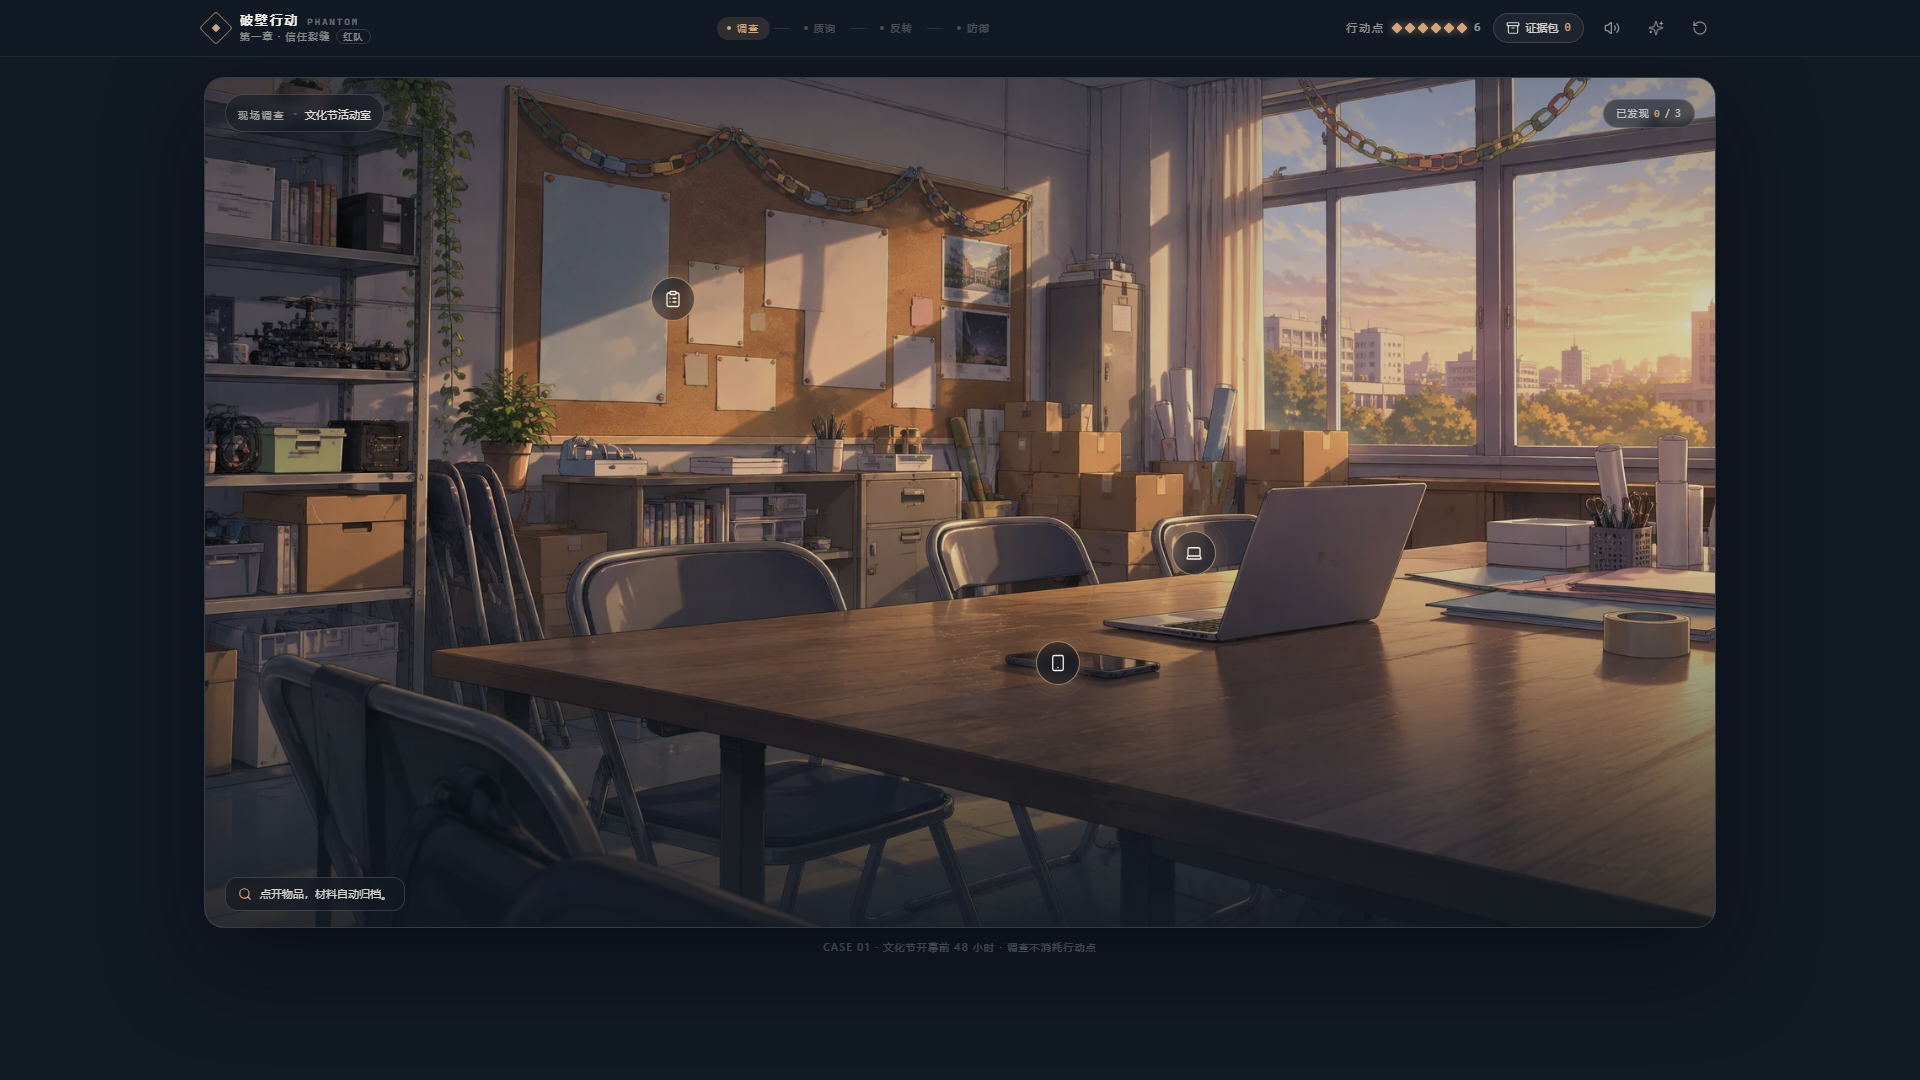 破壁行动 PHANTOM
第一章 · 信任裂缝 红队
调查
质询
反转
防御
行动点 6
证据包 0
现场调查 · 文化节活动室
已发现 0 / 3
点开物品，材料自动归档。
CASE 01 · 文化节开幕前 48 小时 · 调查不消耗行动点